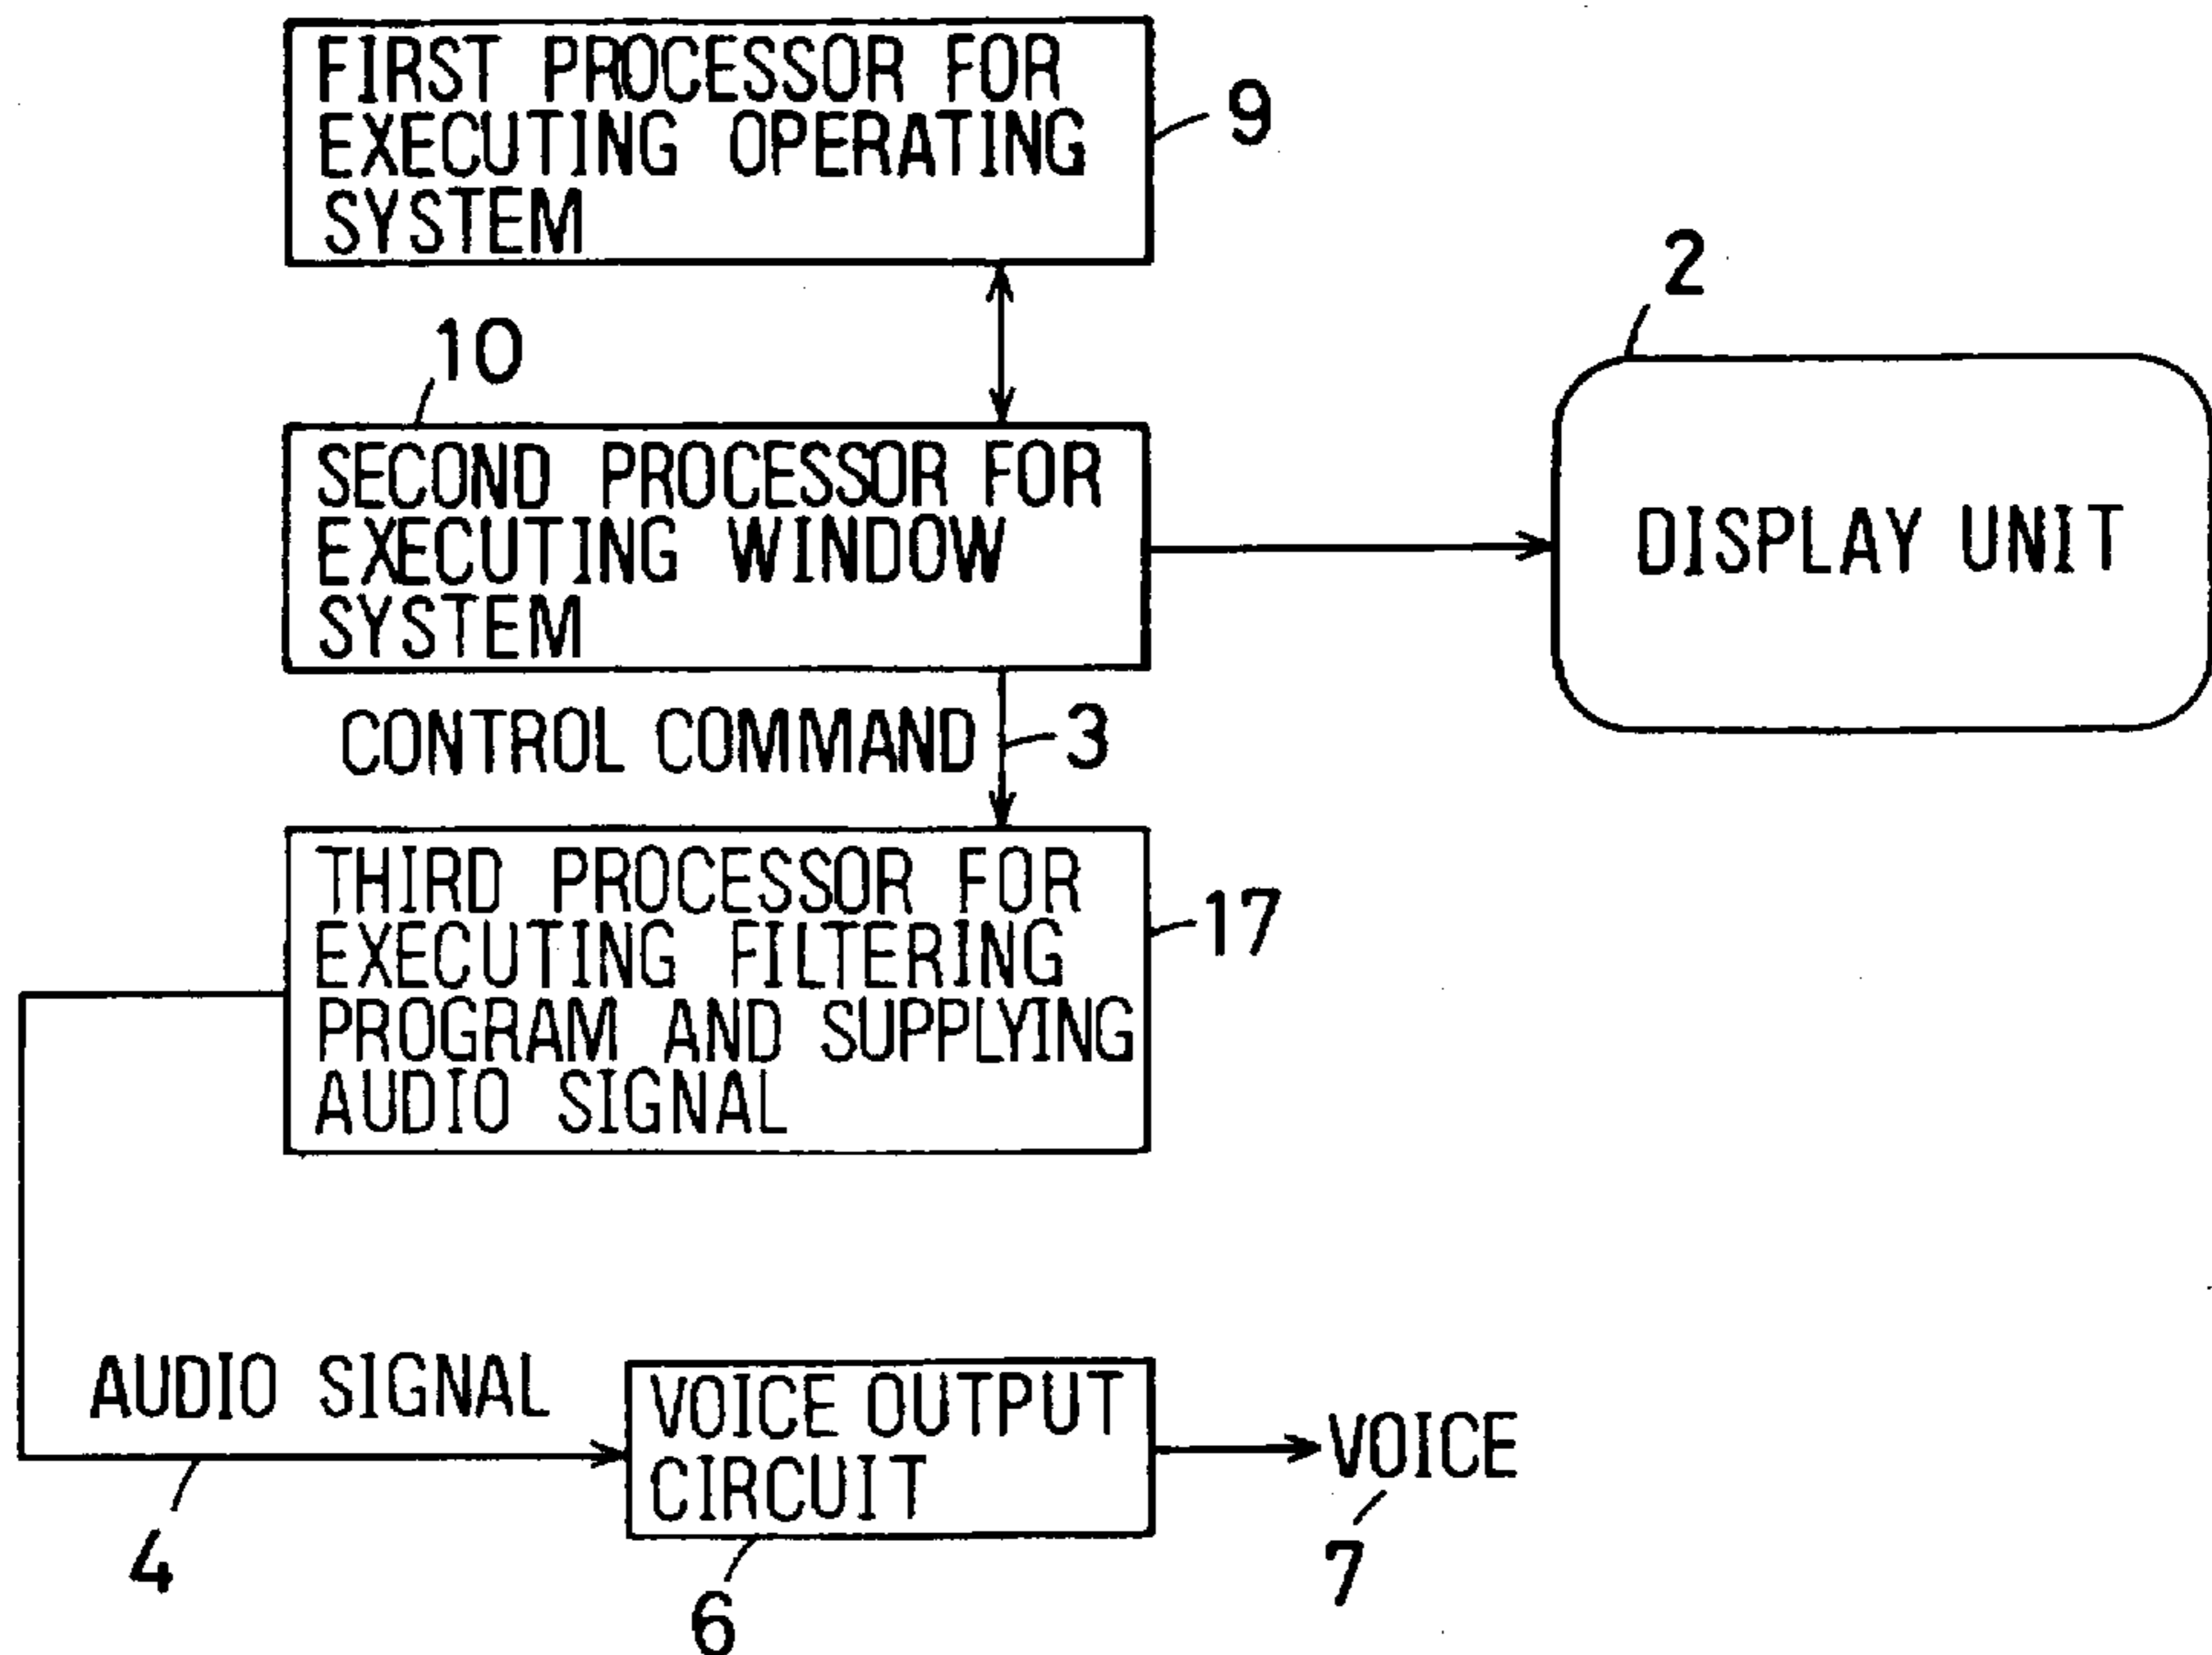 FIRST PROCESSOR FOR
EXECUTING OPERATING
SYSTEM
9
2
10
SECOND PROCESSOR FOR
EXECUTING WINDOW
SYSTEM
DISPLAY UNIT
CONTROL COMMAND
3
THIRD PROCESSOR FOR
EXECUTING FILTERING
PROGRAM AND SUPPLYING
AUDIO SIGNAL
17
AUDIO SIGNAL
4
VOICE OUTPUT
CIRCUIT
6
VOICE
7